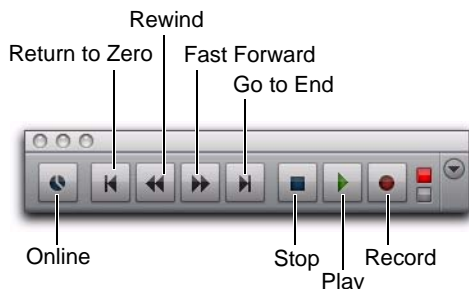 Rewind
Return to Zero
Fast Forward
Go to End
Online
Stop
Record
Play